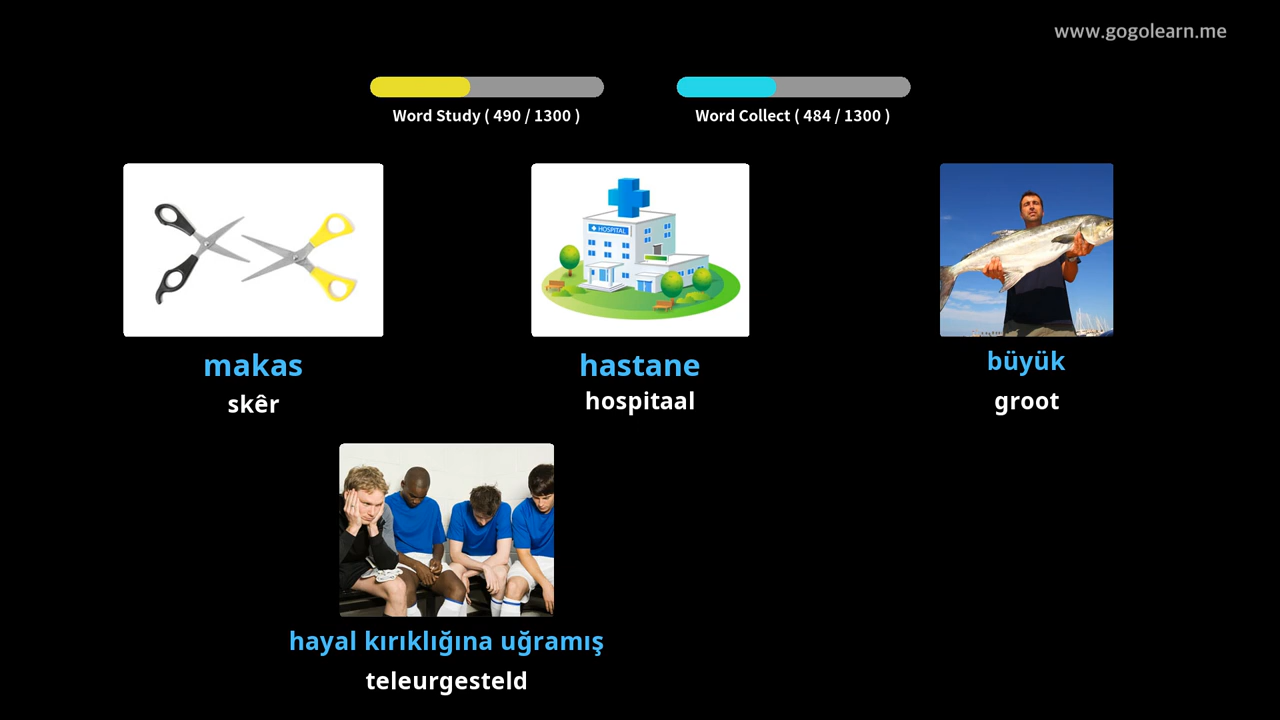 www.gogolearn.me
Word Study ( 490 / 1300 )
Word Collect ( 484 / 1300 )
HOSPITAL
makas
skêr
hastane
hospitaal
büyük
groot
hayal kırıklığına uğramış
teleurgesteld